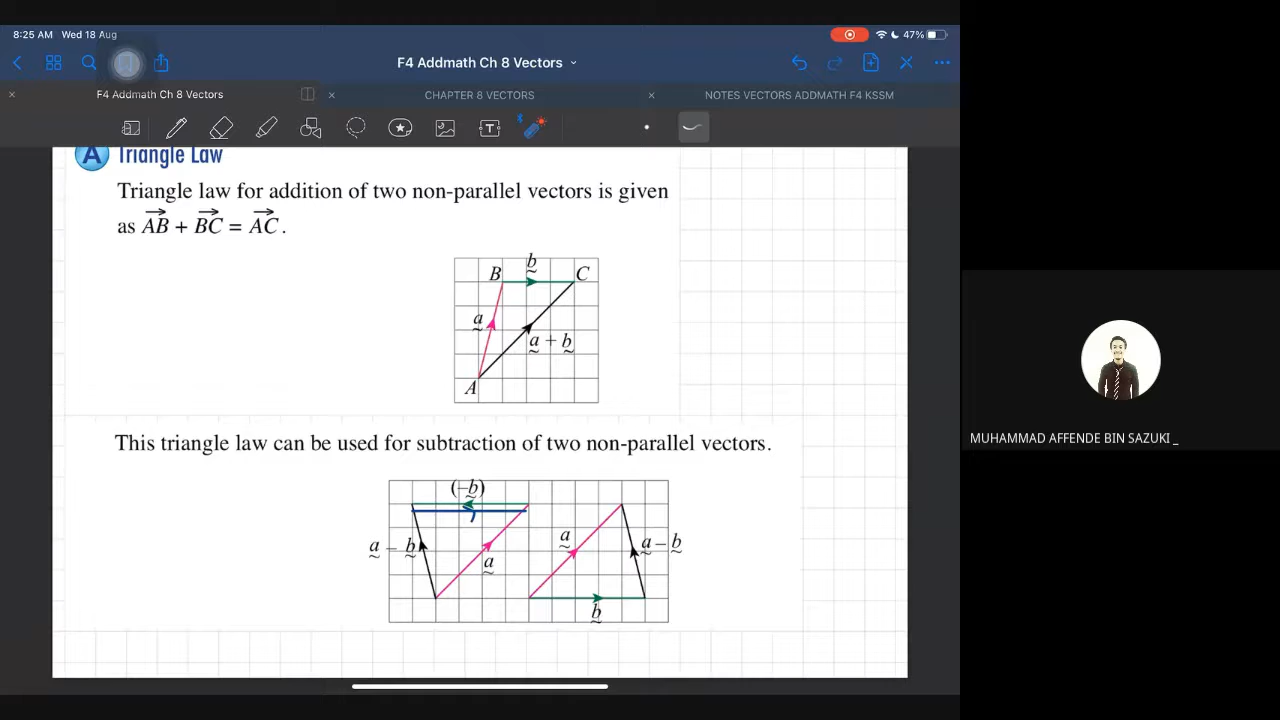 8:25 AM Wed 18 Aug
47%
F4 Addmath Ch 8 Vectors
F4 Addmath Ch 8 Vectors
CHAPTER 8 VECTORS
NOTES VECTORS ADDMATH F4 KSSM
A Triangle Law
Triangle law for addition of two non-parallel vectors is given
as AB + BC = AC.
B b C
a
a + b
A
This triangle law can be used for subtraction of two non-parallel vectors.
(–b)
a – b a
a a – b
b
MUHAMMAD AFFENDE BIN SAZUKI _